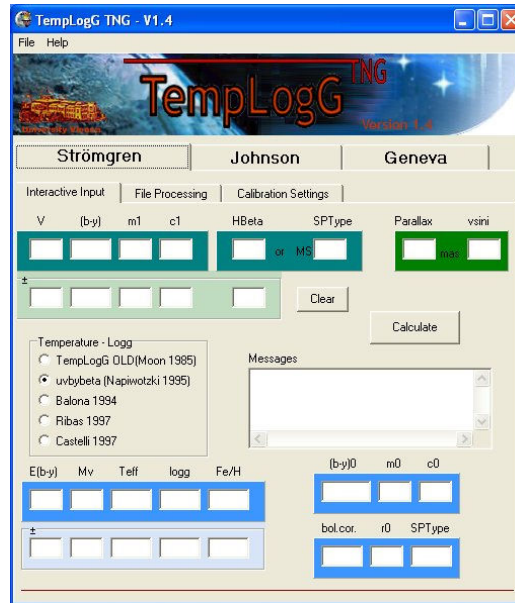 TempLogG TNG - V1.4
File Help
TempLogG TNG
University Vienna
Version 1.4
Strömgren Johnson Geneva
Interactive Input File Processing Calibration Settings
V (b-y) m1 c1 HBeta SPType Parallax vsini
or MS mas
±
Clear
Calculate
Temperature - Logg
TempLogG OLD(Moon 1985)
uvbybeta (Napiwotzki 1995)
Balona 1994
Ribas 1997
Castelli 1997
Messages
E(b-y) Mv Teff logg Fe/H
(b-y)0 m0 c0
±
bol.cor. r0 SPType